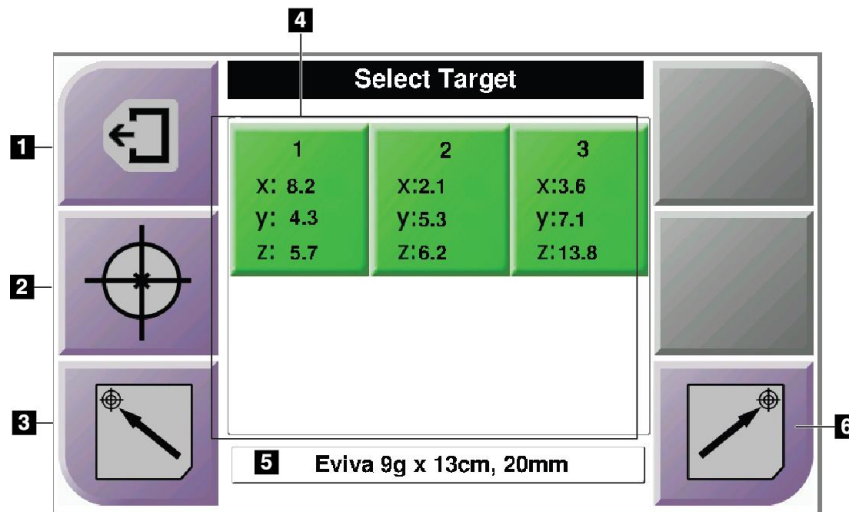 4
Select Target
1
1 2 3
x: 8.2 x:2.1 x:3.6
y: 4.3 y:5.3 y:7.1
z: 5.7 z:6.2 z:13.8
2
3
6
5 Eviva 9g x 13cm, 20mm